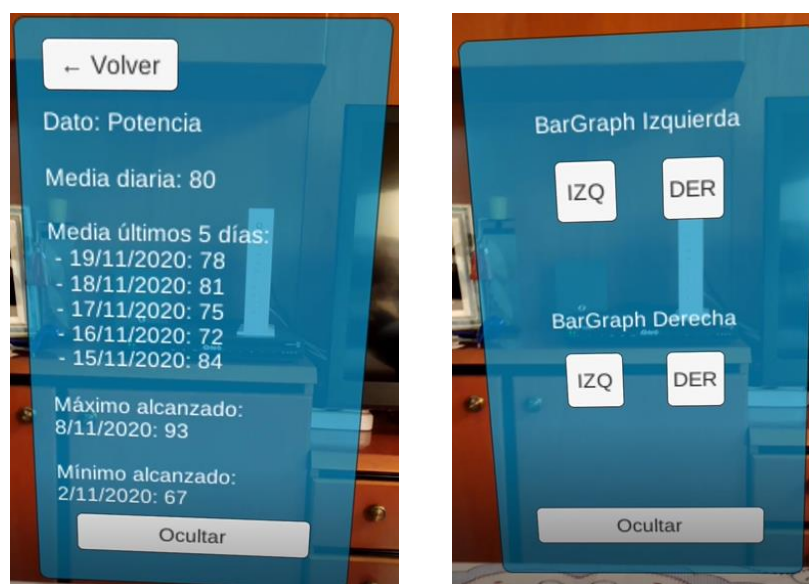 ← Volver
Dato: Potencia
Media diaria: 80
Media últimos 5 días:
- 19/11/2020: 78
- 18/11/2020: 81
- 17/11/2020: 75
- 16/11/2020: 72
- 15/11/2020: 84
Máximo alcanzado:
8/11/2020: 93
Mínimo alcanzado:
2/11/2020: 67
Ocultar
BarGraph Izquierda
IZQ DER
BarGraph Derecha
IZQ DER
Ocultar